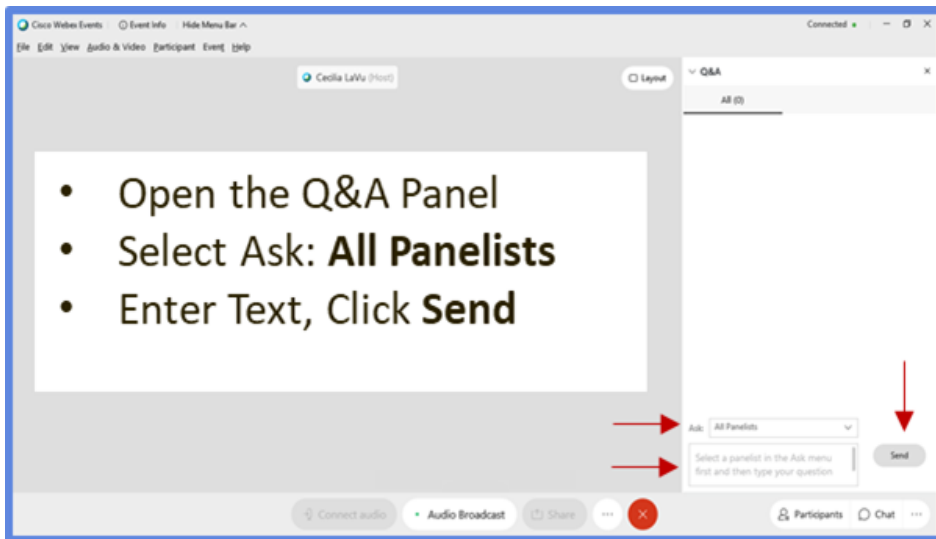 Cisco Webex Events Event Info Hide Menu Bar Connected
File Edit View Audio & Video Participant Event Help
Cecilia LaVu (Host)
Layout
Q&A
All (0)
• Open the Q&A Panel
• Select Ask: All Panelists
• Enter Text, Click Send
Ask: All Panelists
Select a panelist in the Ask menu
first and then type your question
Send
Connect audio Audio Broadcast Share Participants Chat